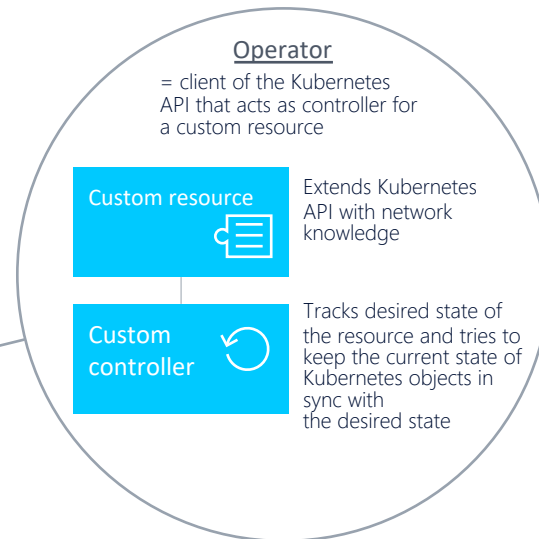 Operator
= client of the Kubernetes
API that acts as controller for
a custom resource
Custom resource
Extends Kubernetes
API with network
knowledge
Custom
controller
Tracks desired state of
the resource and tries to
keep the current state of
Kubernetes objects in
sync with
the desired state